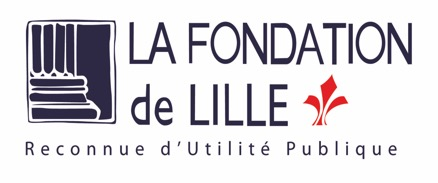 LA FONDATION
de LILLE
Reconnue d'Utilité Publique